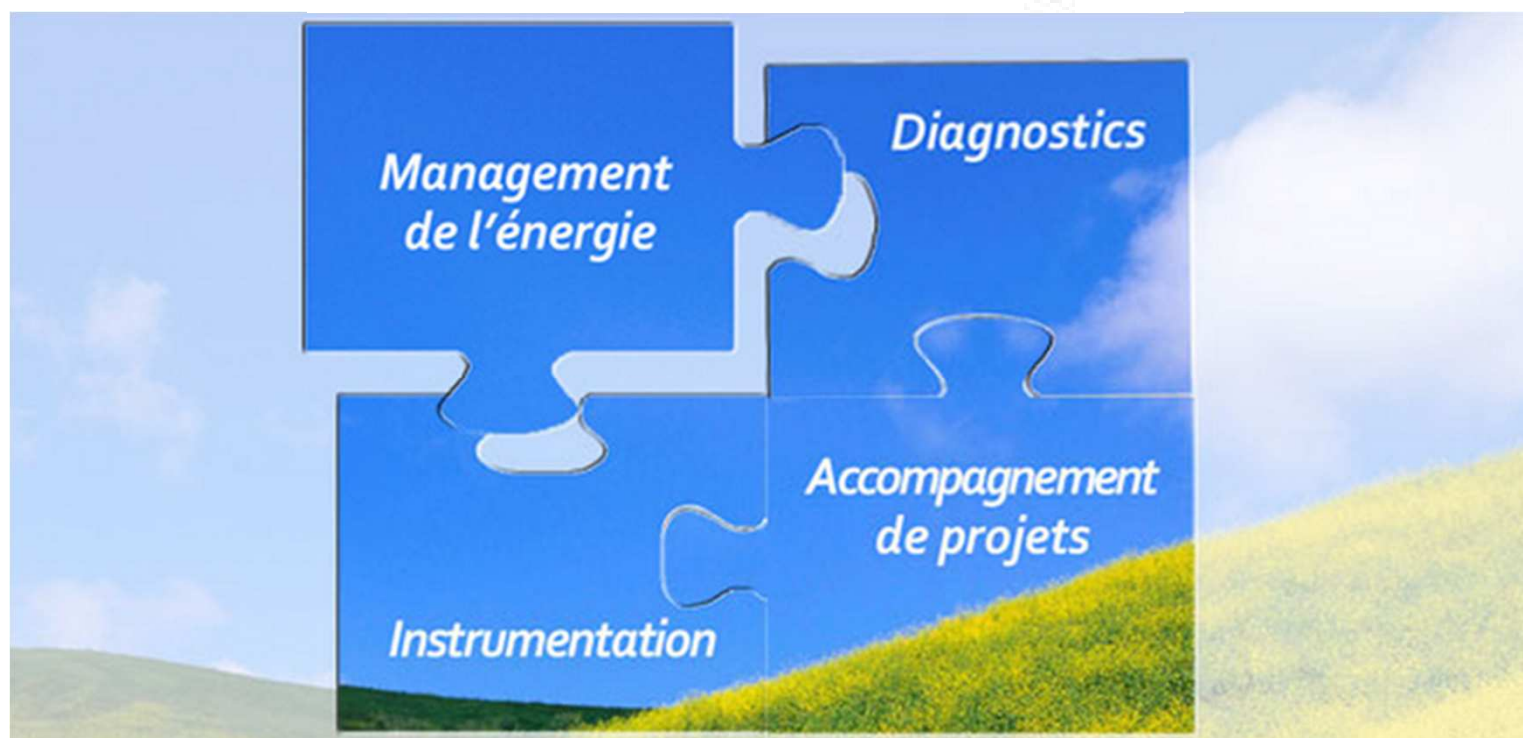 Management
de l'énergie
Diagnostics
Accompagnement
de projets
Instrumentation